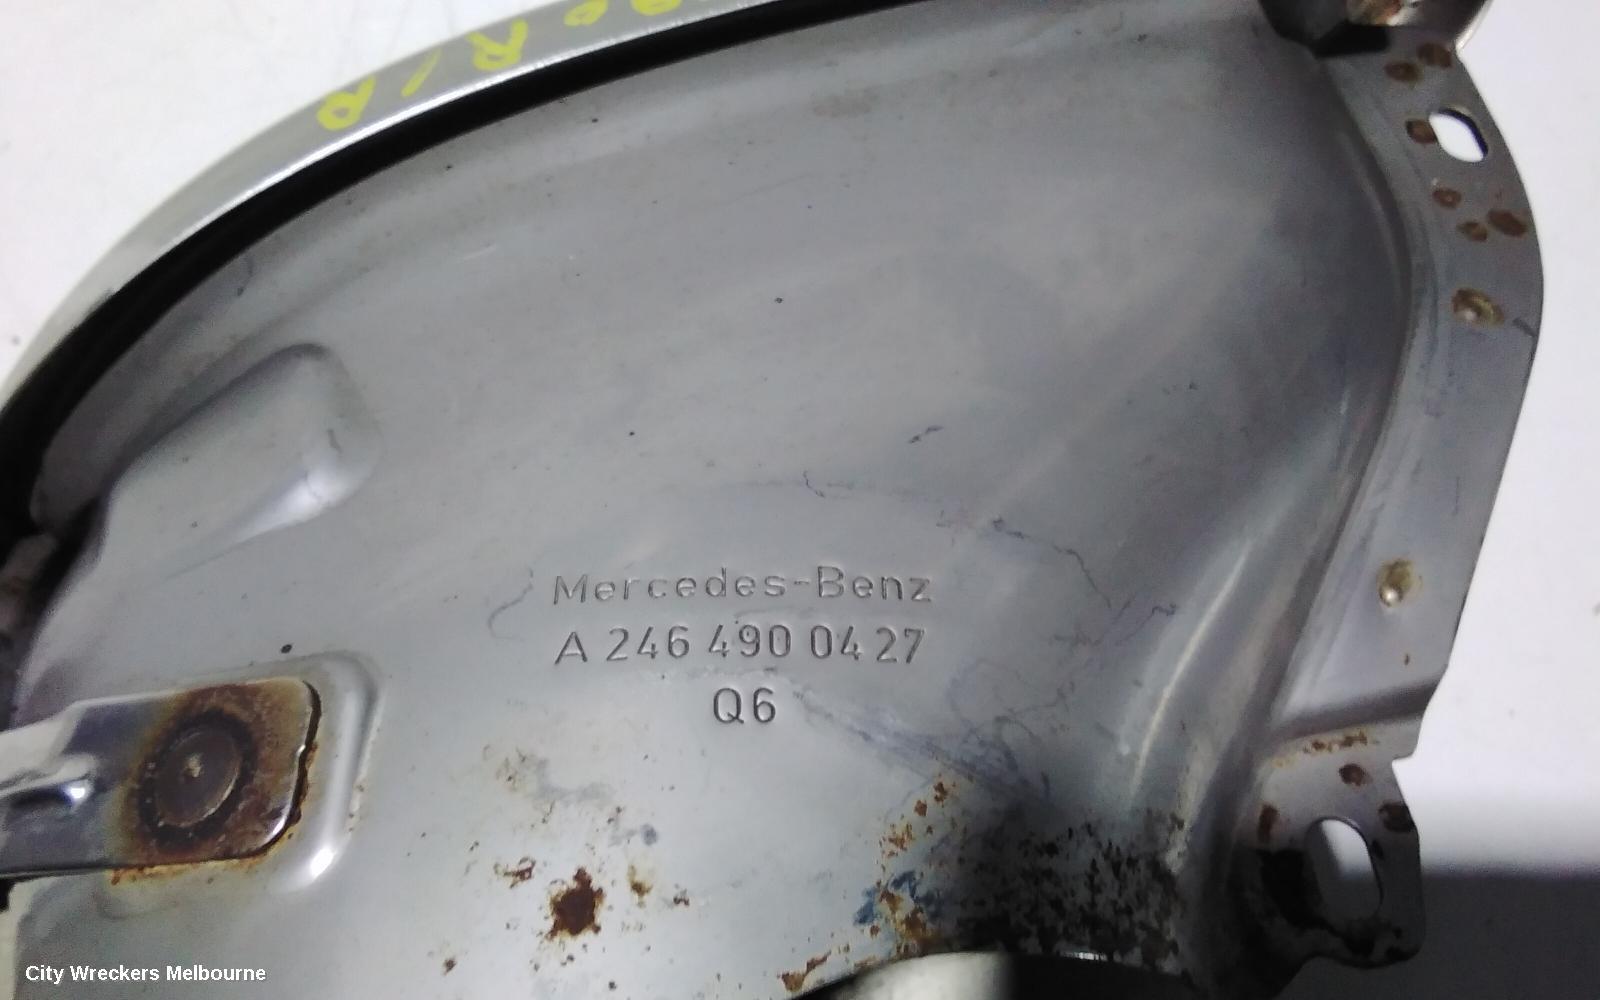 Mercedes-Benz
A 246 490 04 27
Q6
City Wreckers Melbourne